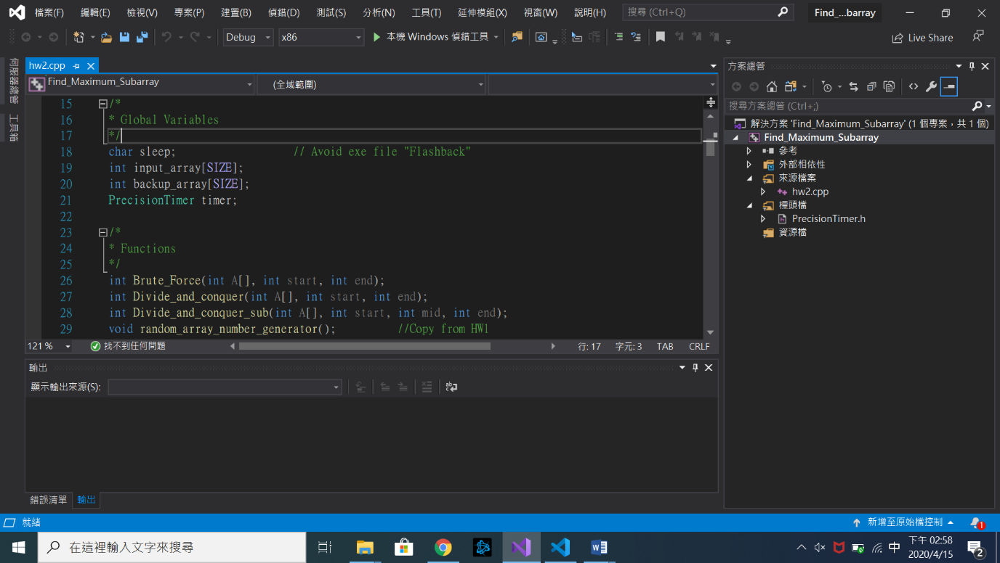 檔案(F) 編輯(E) 檢視(V) 專案(P) 建置(B) 偵錯(D) 測試(S) 分析(N) 工具(T) 延伸模組(X) 視窗(W) 說明(H) 搜尋 (Ctrl+Q) Find_...barray
Debug x86 本機 Windows 偵錯工具 Live Share
伺服器總管
工具箱
hw2.cpp
Find_Maximum_Subarray (全域範圍)
15 /*
16 * Global Variables
17 */
18 char sleep; // Avoid exe file "Flashback"
19 int input_array[SIZE];
20 int backup_array[SIZE];
21 PrecisionTimer timer;
22
23 /*
24 * Functions
25 */
26 int Brute_Force(int A[], int start, int end);
27 int Divide_and_conquer(int A[], int start, int end);
28 int Divide_and_conquer_sub(int A[], int start, int mid, int end);
29 void random_array_number_generator(); //Copy from HW1
121 % 找不到任何問題 行: 17 字元: 3 TAB CRLF
輸出
顯示輸出來源(S):
錯誤清單 輸出
方案總管
搜尋方案總管 (Ctrl+;)
解決方案 'Find_Maximum_Subarray' (1 個專案，共 1 個)
Find_Maximum_Subarray
參考
外部相依性
來源檔案
hw2.cpp
標頭檔
PrecisionTimer.h
資源檔
就緒 新增至原始檔控制 1
在這裡輸入文字來搜尋 中 下午 02:58
2020/4/15 2